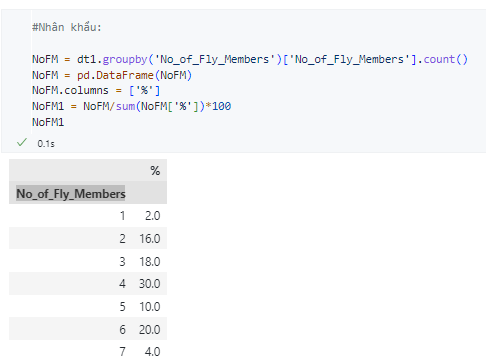 #Nhân khẩu:
NoFM = dt1.groupby('No_of_Fly_Members')['No_of_Fly_Members'].count()
NoFM = pd.DataFrame(NoFM)
NoFM.columns = ['%']
NoFM1 = NoFM/sum(NoFM['%'])*100
NoFM1
0.1s
%
No_of_Fly_Members
1 2.0
2 16.0
3 18.0
4 30.0
5 10.0
6 20.0
7 4.0